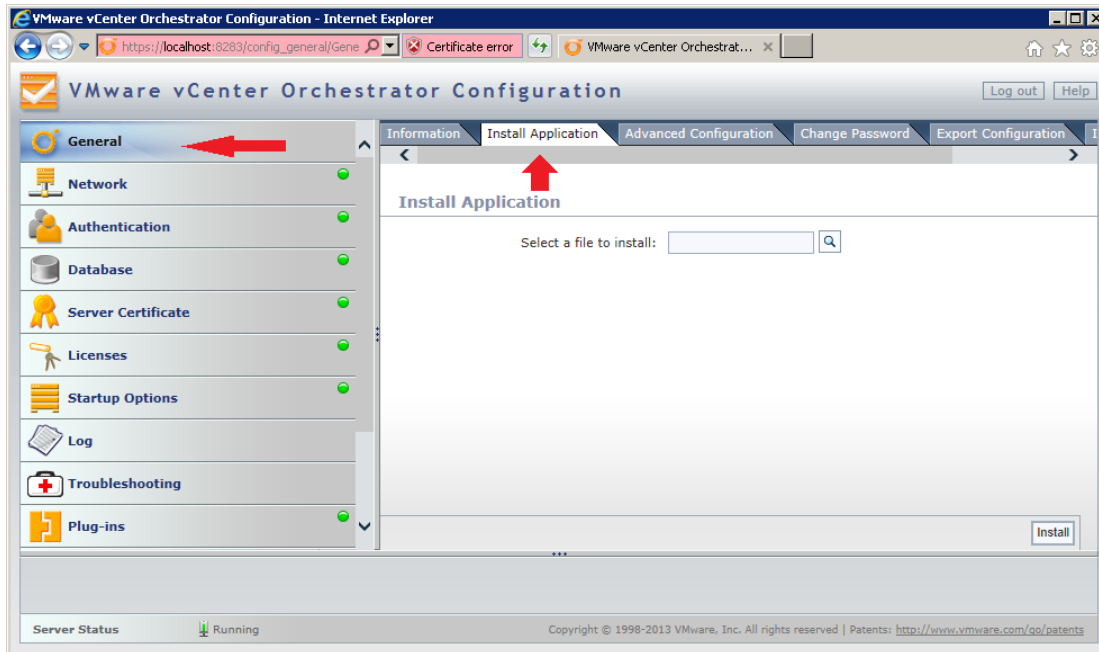 VMware vCenter Orchestrator Configuration - Internet Explorer
https://localhost:8283/config_general/Gene
Certificate error
VMware vCenter Orchestrat...
VMware vCenter Orchestrator Configuration
Log out
Help
General
Network
Authentication
Database
Server Certificate
Licenses
Startup Options
Log
Troubleshooting
Plug-ins
Information
Install Application
Advanced Configuration
Change Password
Export Configuration
Install Application
Select a file to install:
Install
Server Status
Running
Copyright © 1998-2013 VMware, Inc. All rights reserved | Patents: http://www.vmware.com/go/patents